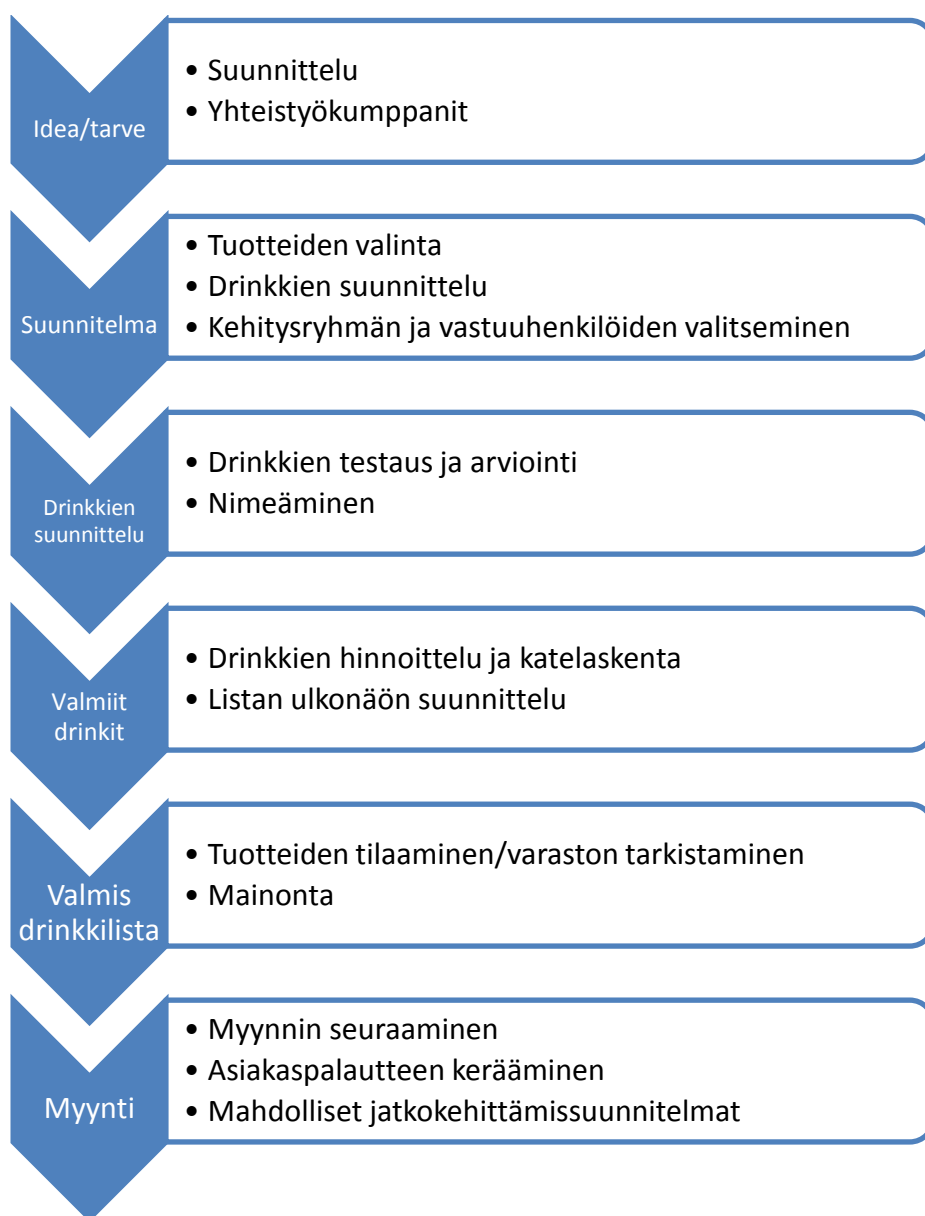 Idea/tarve
• Suunnittelu
• Yhteistyökumppanit
Suunnitelma
• Tuotteiden valinta
• Drinkkien suunnittelu
• Kehitysryhmän ja vastuuhenkilöiden valitseminen
Drinkkien
suunnittelu
• Drinkkien testaus ja arviointi
• Nimeäminen
Valmiit
drinkit
• Drinkkien hinnoittelu ja katelaskenta
• Listan ulkonäön suunnittelu
Valmis
drinkkilista
• Tuotteiden tilaaminen/varaston tarkistaminen
• Mainonta
Myynti
• Myynnin seuraaminen
• Asiakaspalautteen kerääminen
• Mahdolliset jatkokehittämissuunnitelmat